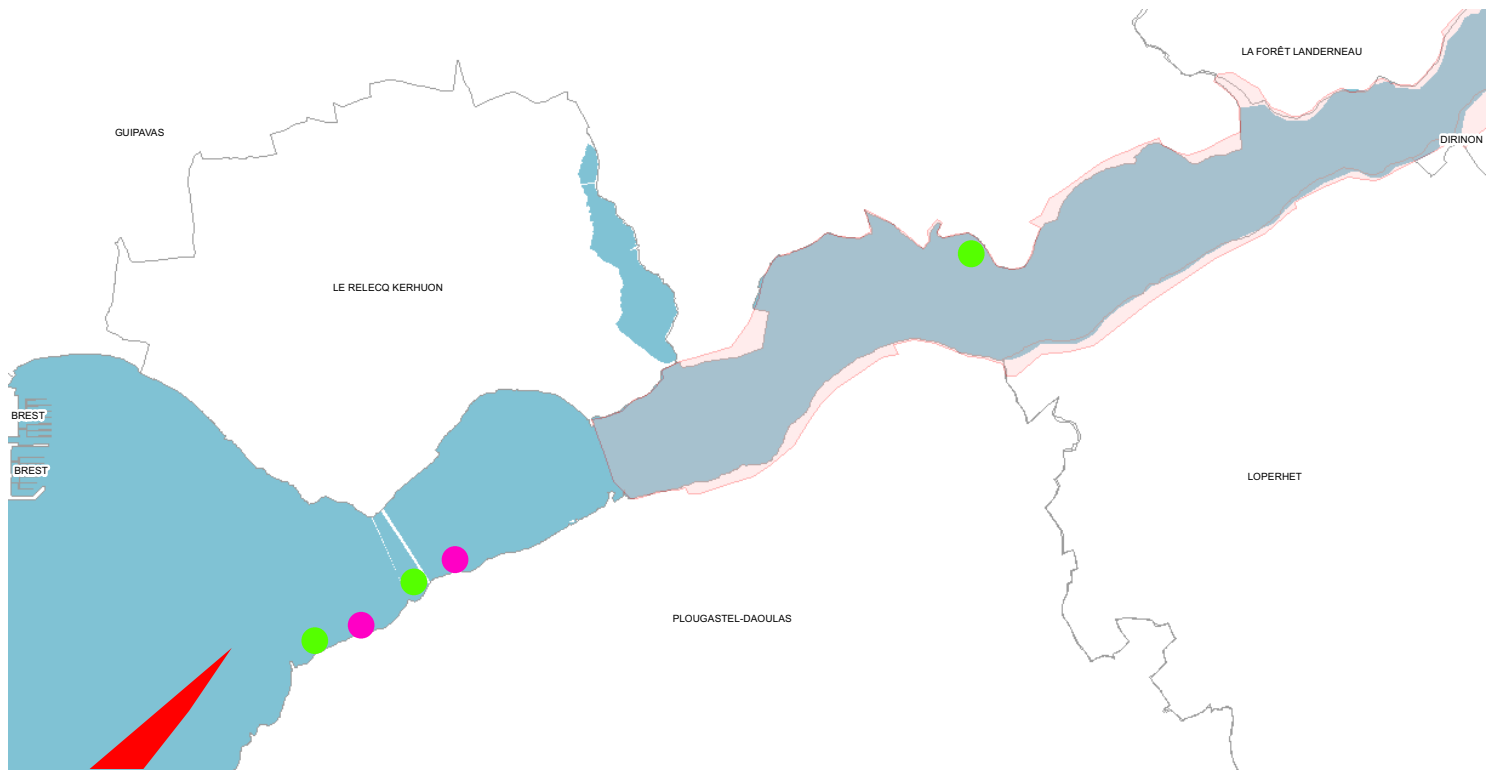 LA FORÊT LANDERNEAU
GUIPAVAS
DIRINON
LE RELECQ KERHUON
BREST
BREST
LOPERHET
PLOUGASTEL-DAOULAS